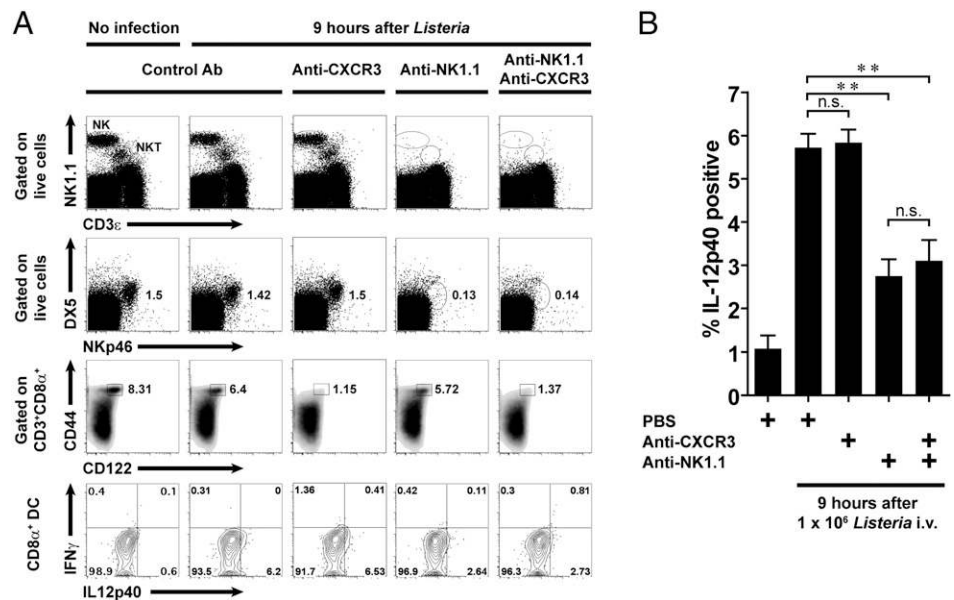 A
No infection
9 hours after Listeria
Control Ab
Anti-CXCR3
Anti-NK1.1
Anti-NK1.1
Anti-CXCR3
Gated on
live cells
NK1.1
NK
NKT
CD3ε
Gated on
live cells
DX5
1.5
1.42
1.5
0.13
0.14
NKp46
Gated on
CD3⁺CD8α⁺
CD44
8.31
6.4
1.15
5.72
1.37
CD122
CD8α⁺ DC
IFNγ
0.4 0.1
0.31 0
1.36 0.41
0.42 0.11
0.3 0.81
98.9 0.6
93.5 6.2
91.7 6.53
96.9 2.64
96.3 2.73
IL12p40
B
% IL-12p40 positive
7
6
5
4
3
2
1
0
**
**
n.s.
n.s.
PBS + +
Anti-CXCR3 + +
Anti-NK1.1 + +
9 hours after
1 x 10⁶ Listeria i.v.